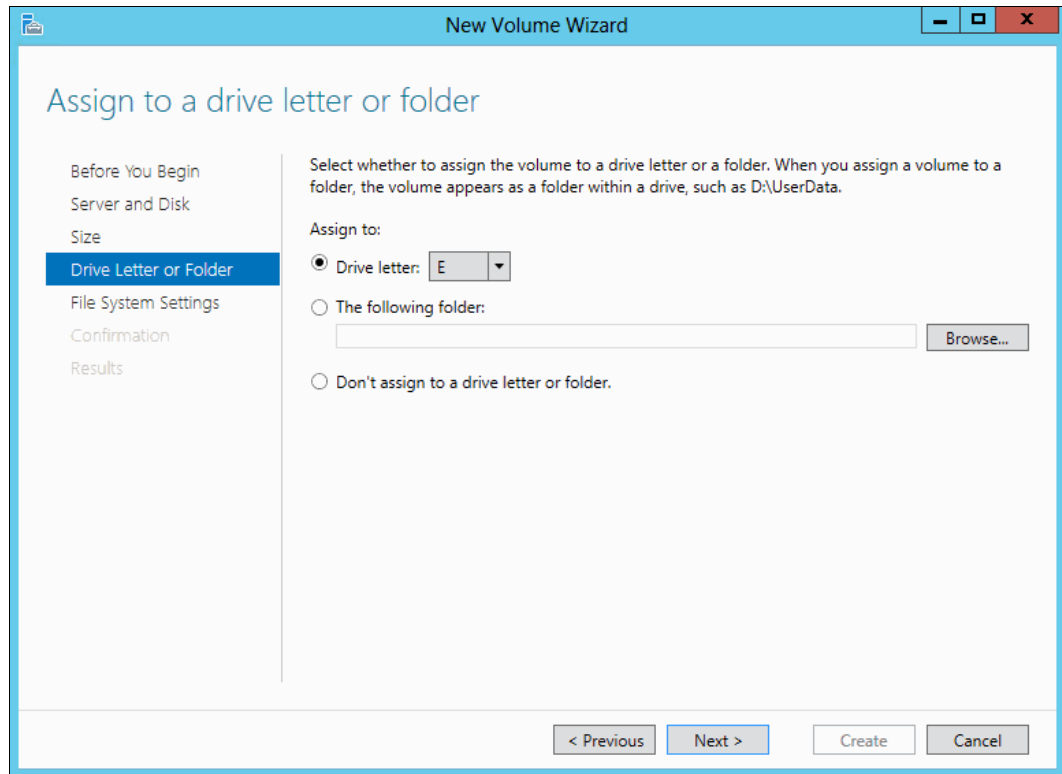 New Volume Wizard
Assign to a drive letter or folder
Before You Begin
Server and Disk
Size
Drive Letter or Folder
File System Settings
Confirmation
Results
Select whether to assign the volume to a drive letter or a folder. When you assign a volume to a
folder, the volume appears as a folder within a drive, such as D:\UserData.
Assign to:
Drive letter: E
The following folder:
Browse...
Don't assign to a drive letter or folder.
< Previous Next > Create Cancel